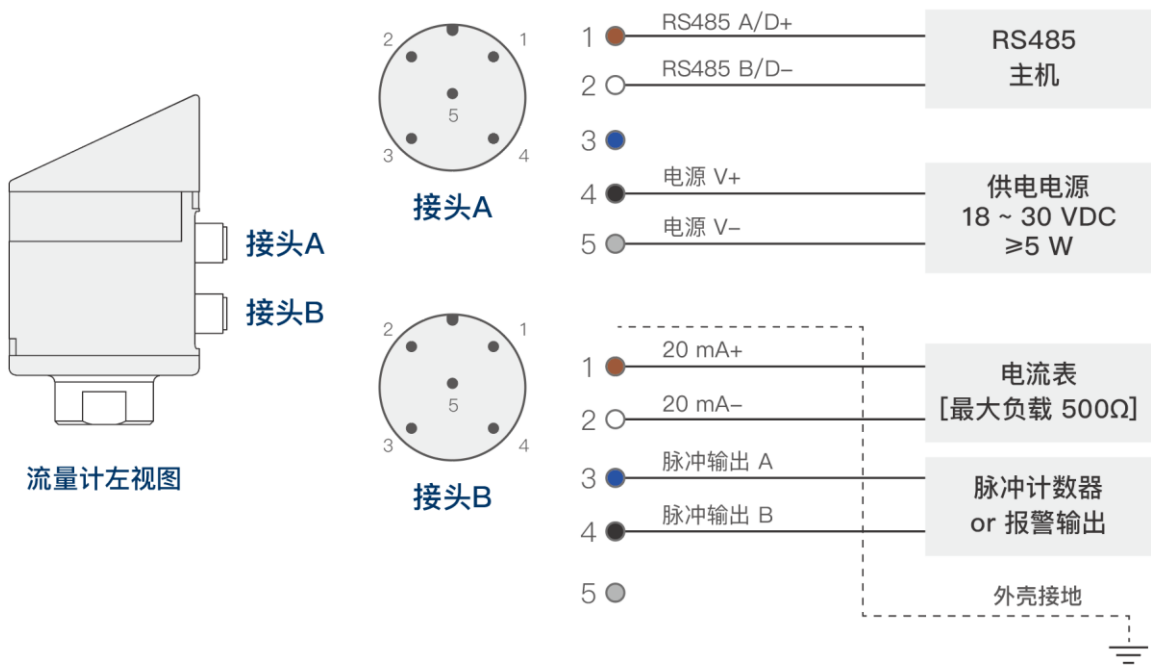 接头A
接头B
流量计左视图
2
1
5
3
4
接头A
1
RS485 A/D+
2
RS485 B/D-
RS485
主机
3
4
电源 V+
5
电源 V-
供电电源
18 ~ 30 VDC
≥5 W
2
1
5
3
4
接头B
1
20 mA+
2
20 mA-
电流表
[最大负载 500Ω]
3
脉冲输出 A
4
脉冲输出 B
脉冲计数器
or 报警输出
5
外壳接地